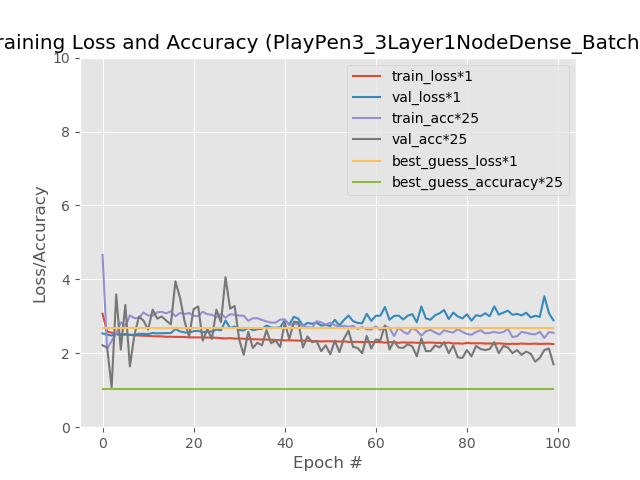 raining Loss and Accuracy (PlayPen3_3Layer1NodeDense_Batch
10
8
6
4
2
0
Loss/Accuracy
train_loss*1
val_loss*1
train_acc*25
val_acc*25
best_guess_loss*1
best_guess_accuracy*25
0 20 40 60 80 100
Epoch #